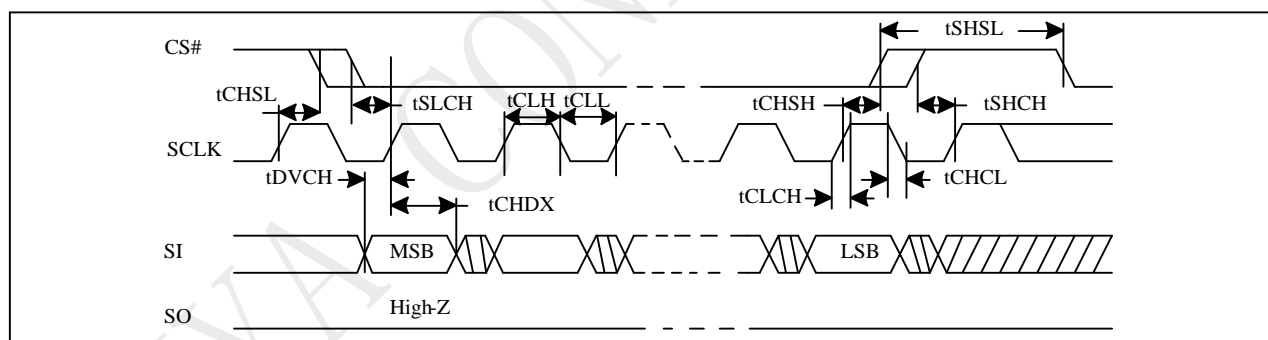 CS#
tSHSL
tCHSL
tSLCH
tCLH
tCLL
tCHSH
tSHCH
SCLK
tDVCH
tCHDX
tCLCH
tCHCL
SI
MSB
LSB
SO
High-Z